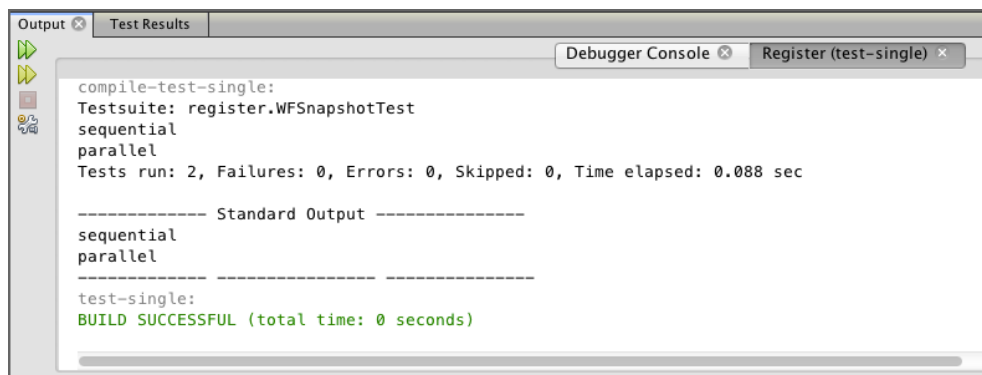 Output Test Results
Debugger Console Register (test-single)
compile-test-single:
Testsuite: register.WFSnapshotTest
sequential
parallel
Tests run: 2, Failures: 0, Errors: 0, Skipped: 0, Time elapsed: 0.088 sec
------------- Standard Output ---------------
sequential
parallel
------------- ---------------- ---------------
test-single:
BUILD SUCCESSFUL (total time: 0 seconds)